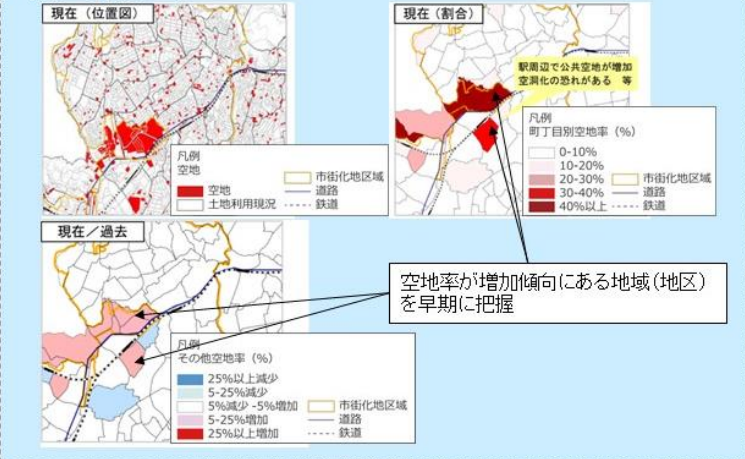 現在(位置図)
凡例
空地
空地
土地利用現況
市街化地区域
道路
鉄道
現在(割合)
駅周辺で公共空地が増加
空洞化の恐れがある 等
凡例
町丁目別空地率(%)
0-10%
10-20%
20-30%
30-40%
40%以上
市街化地区域
道路
鉄道
現在/過去
空地率が増加傾向にある地域(地区)
を早期に把握
凡例
その他空地率(%)
25%以上減少
5-25%減少
5%減少 -5%増加
5-25%増加
25%以上増加
市街化地区域
道路
鉄道